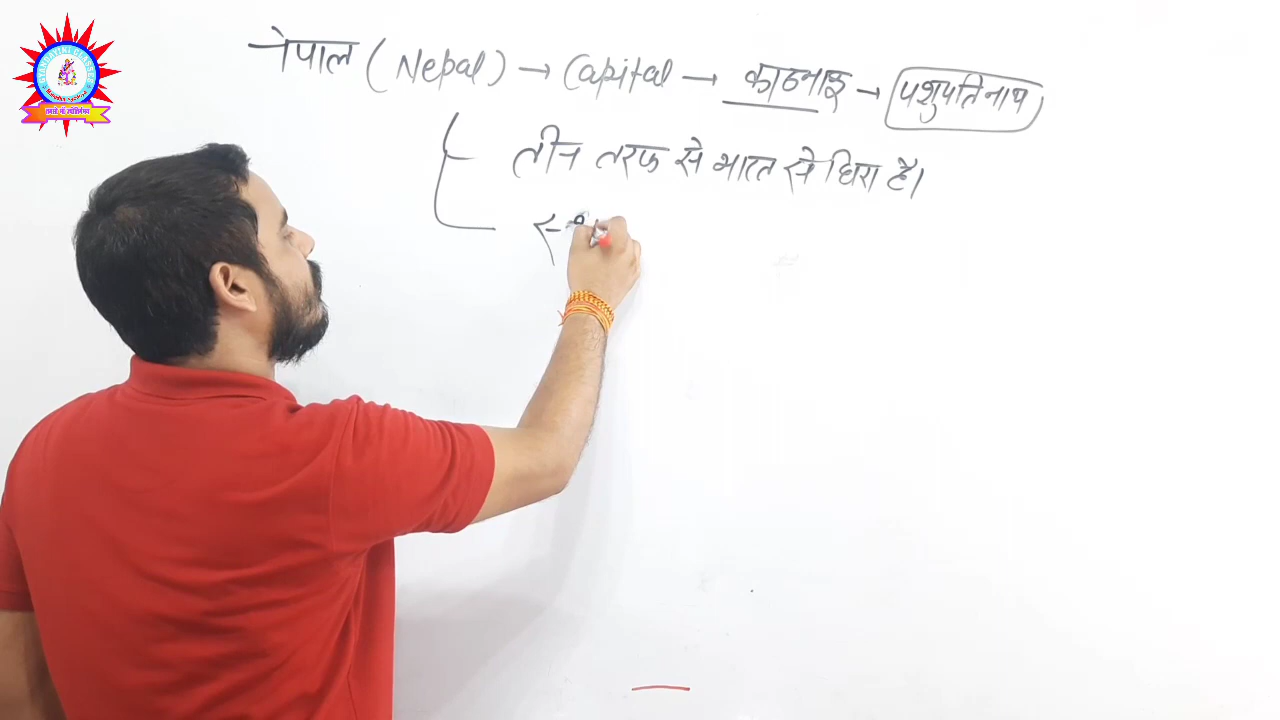 नेपाल (Nepal) → Capital → काठमांडू → पशुपतिनाथ
तीन तरफ से भारत से घिरा है।